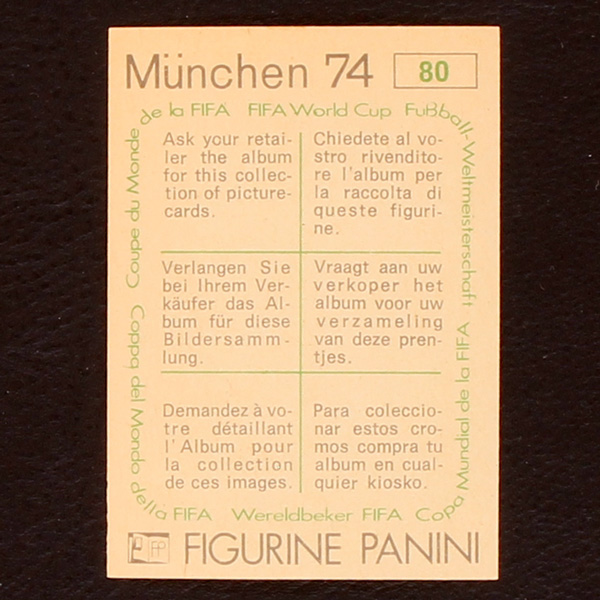 München 74 80
de la FIFA FIFA World Cup Fußball-Weltmeisterschaft
Ask your retai-
ler the album
for this collec-
tion of picture-
cards.
Chiedete al vo-
stro rivendito-
re l'album per
la raccolta di
queste figuri-
ne.
Verlangen Sie
bei Ihrem Ver-
käufer das Al-
bum für diese
Bildersamm-
lung.
Vraagt aan uw
verkoper het
album voor uw
verzameling
van deze pren-
tjes.
Demandez à vo-
tre détaillant
l'Album pour
la collection
de ces images.
Para coleccio-
nar estos cro-
mos compra tu
album en cual-
quier kiosko.
Copa Mundial de la FIFA
Wereldbeker FIFA
Coppa del Mondo della FIFA
Coupe du Monde
FIGURINE PANINI